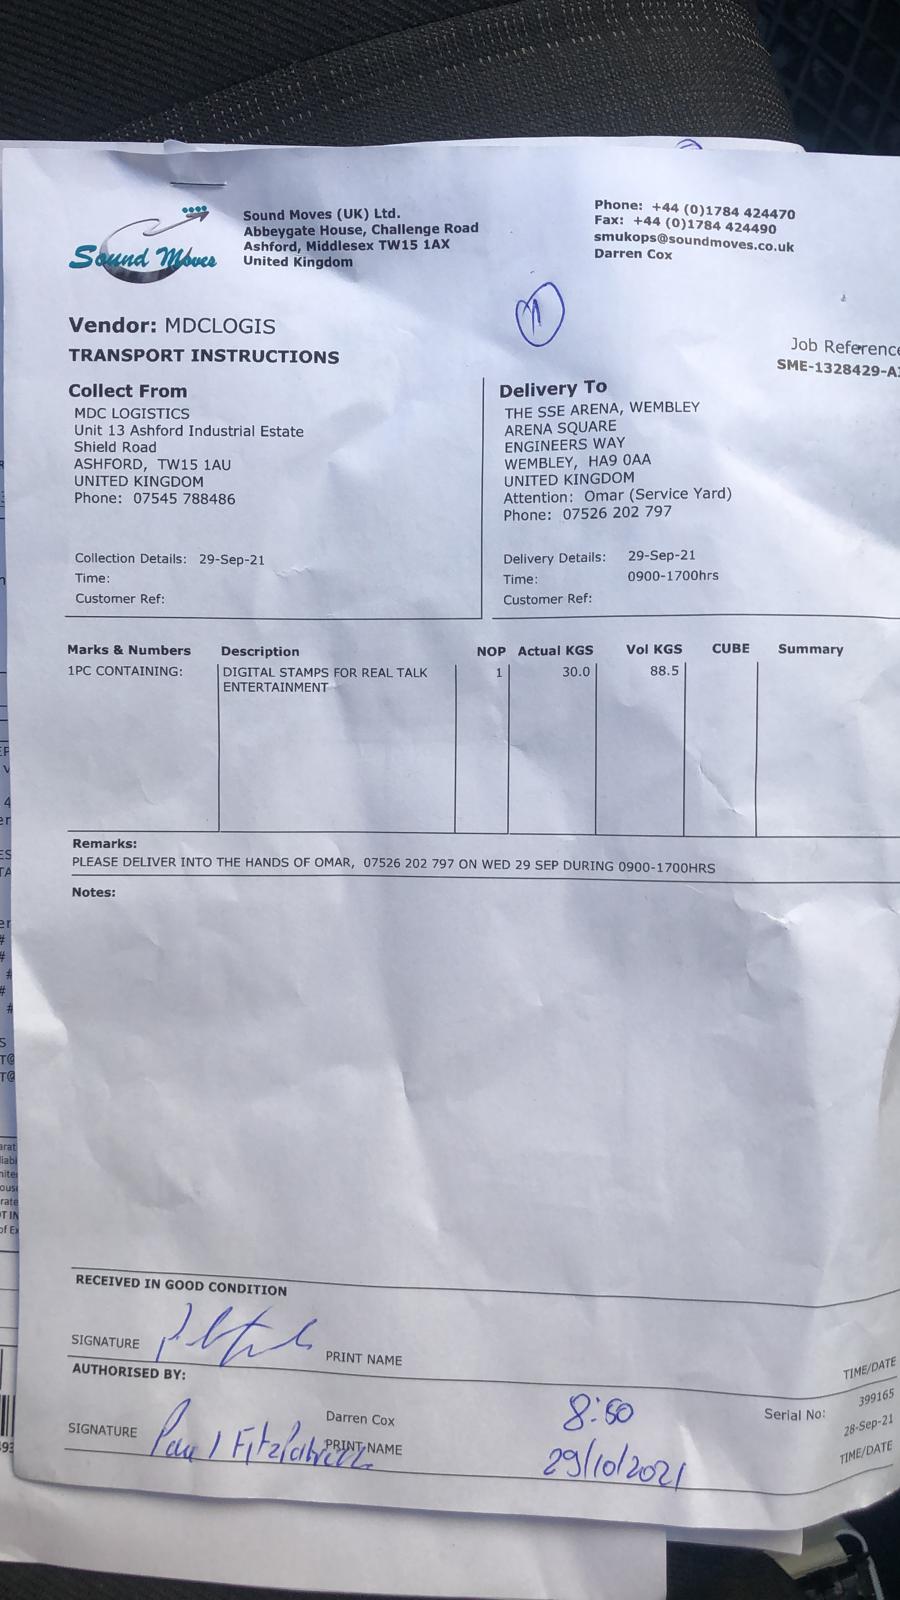 Sound Moves
Sound Moves (UK) Ltd.
Abbeygate House, Challenge Road
Ashford, Middlesex TW15 1AX
United Kingdom
Phone: +44 (0)1784 424470
Fax: +44 (0)1784 424490
smukops@soundmoves.co.uk
Darren Cox
1
Vendor: MDCLOGIS
TRANSPORT INSTRUCTIONS
Job Reference
SME-1328429-A
Collect From
MDC LOGISTICS
Unit 13 Ashford Industrial Estate
Shield Road
ASHFORD, TW15 1AU
UNITED KINGDOM
Phone: 07545 788486
Collection Details: 29-Sep-21
Time:
Customer Ref:
Delivery To
THE SSE ARENA, WEMBLEY
ARENA SQUARE
ENGINEERS WAY
WEMBLEY, HA9 0AA
UNITED KINGDOM
Attention: Omar (Service Yard)
Phone: 07526 202 797
Delivery Details: 29-Sep-21
Time: 0900-1700hrs
Customer Ref:
Marks & Numbers Description NOP Actual KGS Vol KGS CUBE Summary
1PC CONTAINING: DIGITAL STAMPS FOR REAL TALK 1 30.0 88.5
ENTERTAINMENT
Remarks:
PLEASE DELIVER INTO THE HANDS OF OMAR, 07526 202 797 ON WED 29 SEP DURING 0900-1700HRS
Notes:
RECEIVED IN GOOD CONDITION
SIGNATURE PRINT NAME TIME/DATE
AUTHORISED BY:
Darren Cox 8:50 Serial No: 399165
28-Sep-21
SIGNATURE Paul Fitzpatrick PRINT NAME 29/10/2021 TIME/DATE